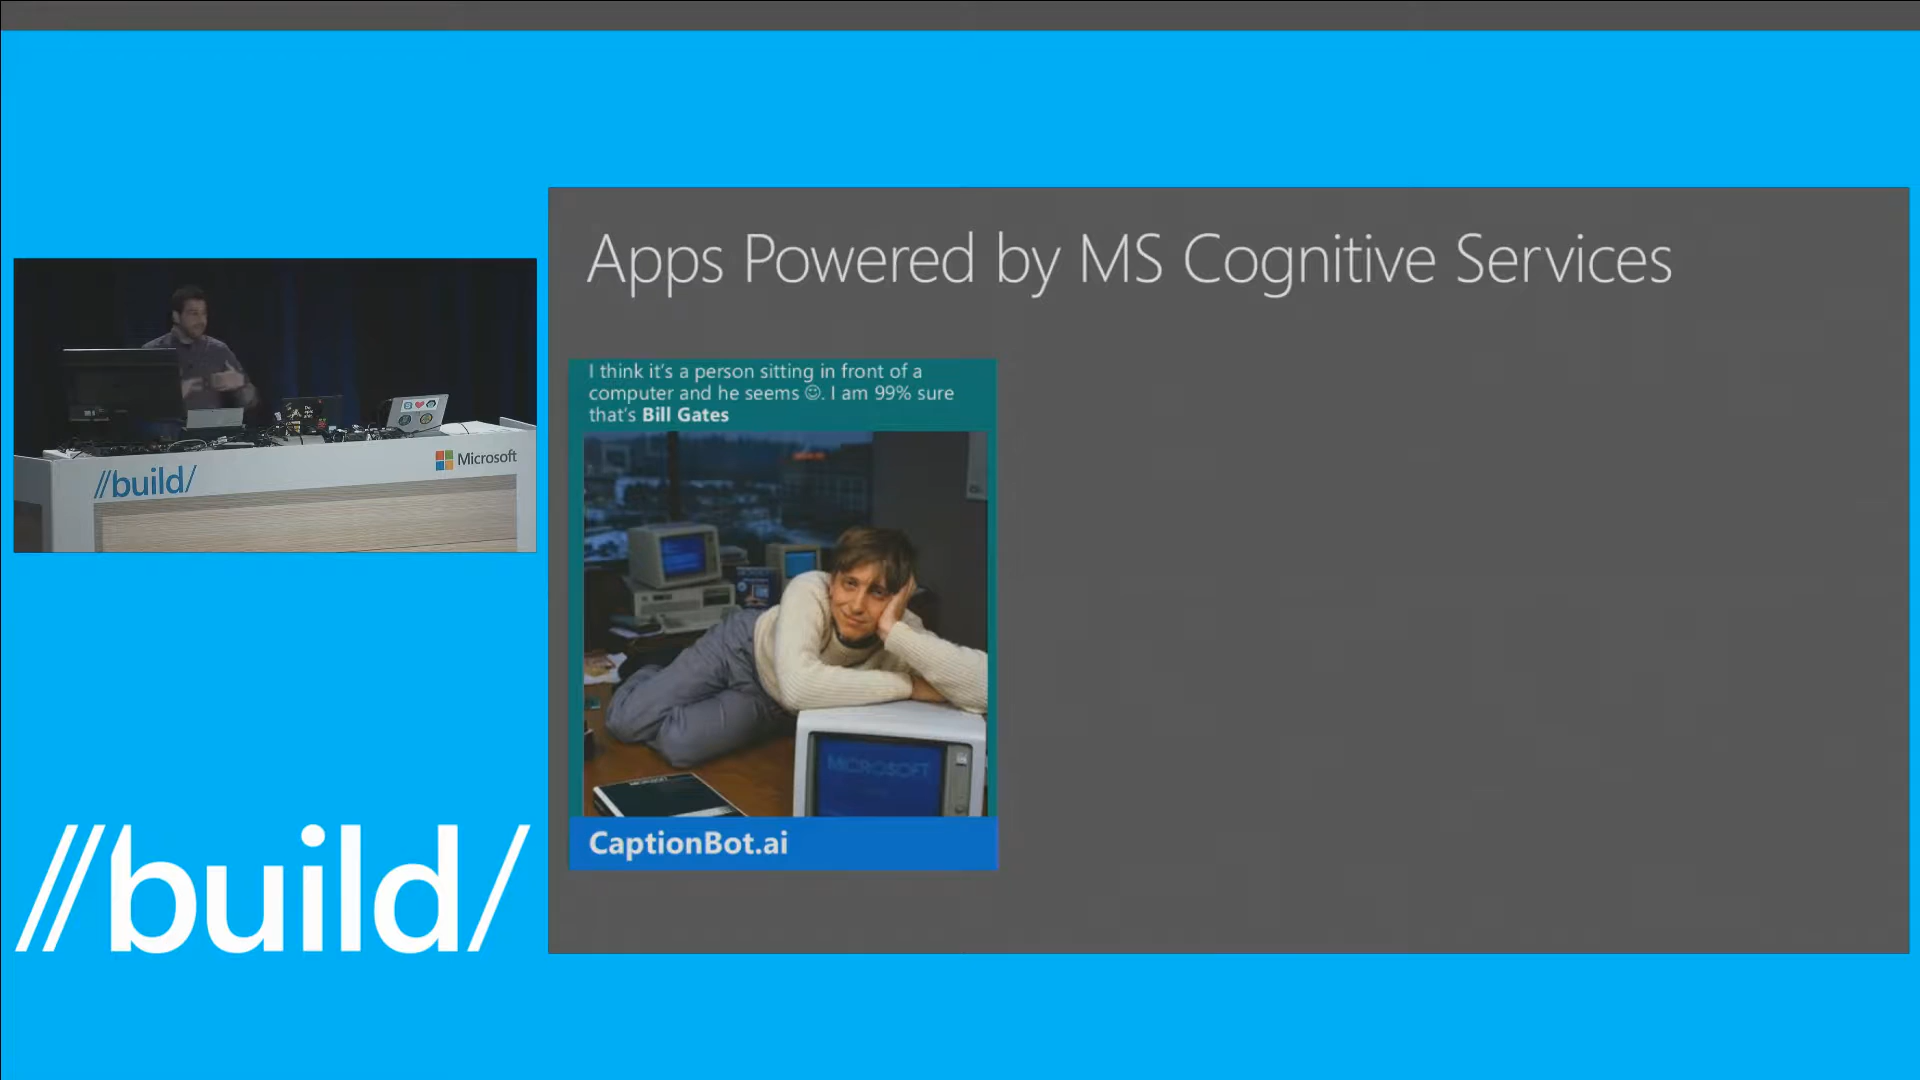 Apps Powered by MS Cognitive Services
I think it's a person sitting in front of a
computer and he seems ☺. I am 99% sure
that's Bill Gates
MICROSOFT
CaptionBot.ai
//build/
Microsoft
//build/